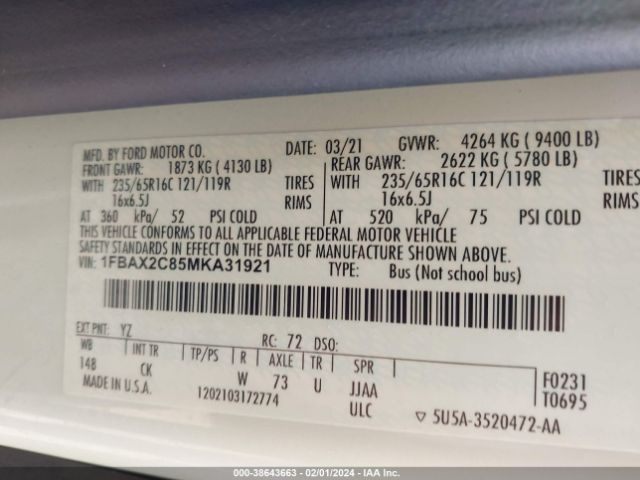 MFD. BY FORD MOTOR CO. DATE: 03/21 GVWR: 4264 KG ( 9400 LB)
FRONT GAWR: 1873 KG ( 4130 LB) REAR GAWR: 2622 KG ( 5780 LB)
WITH 235/65R16C 121/119R TIRES WITH 235/65R16C 121/119R TIRES
16x6.5J RIMS 16x6.5J RIMS
AT 360 kPa/ 52 PSI COLD AT 520 kPa/ 75 PSI COLD
THIS VEHICLE CONFORMS TO ALL APPLICABLE FEDERAL MOTOR VEHICLE
SAFETY STANDARDS IN EFFECT ON THE DATE OF MANUFACTURE SHOWN ABOVE.
VIN: 1FBAX2C85MKA31921 TYPE: Bus (Not school bus)
EXT PNT: YZ RC: 72 DSO:
WB INT TR TP/PS R AXLE TR SPR
148 CK W 73 U JJAA F0231
MADE IN U.S.A. 1202103172774 ULC T0695
▽ 5U5A-3520472-AA
000-38643663 - 02/01/2024 - IAA Inc.